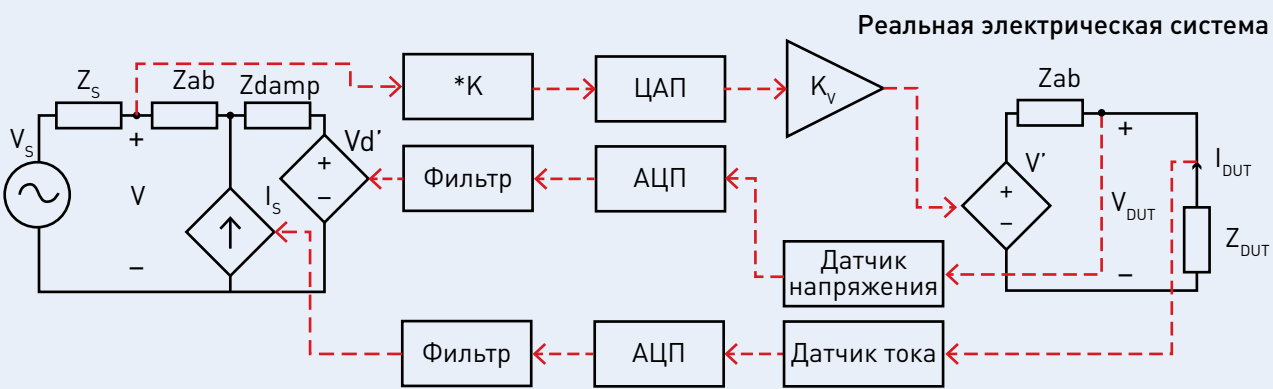 Реальная электрическая система
Z_S
Zab
Zdamp
*K
ЦАП
K_V
Zab
V_S
+
Vd’
+
−
V
I_S
−
Фильтр
АЦП
V’
+
−
+
V_DUT
−
I_DUT
Z_DUT
Датчик
напряжения
Фильтр
АЦП
Датчик тока